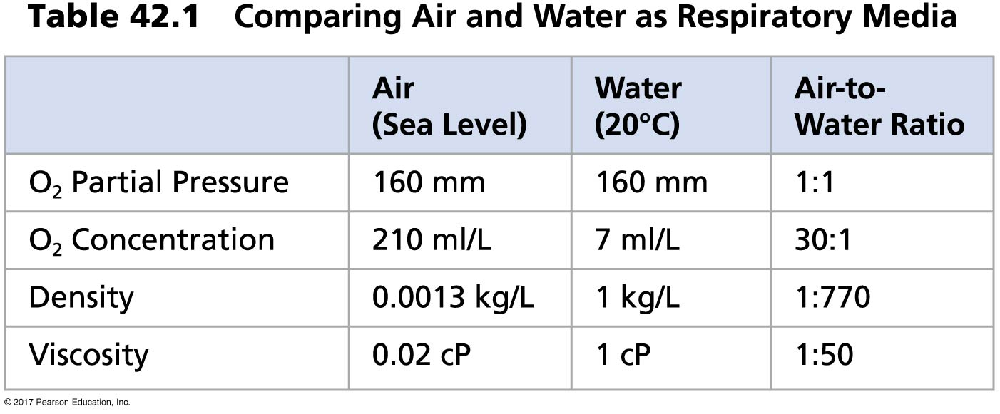 Table 42.1 Comparing Air and Water as Respiratory Media
Air (Sea Level) Water (20°C) Air-to-Water Ratio
O₂ Partial Pressure 160 mm 160 mm 1:1
O₂ Concentration 210 ml/L 7 ml/L 30:1
Density 0.0013 kg/L 1 kg/L 1:770
Viscosity 0.02 cP 1 cP 1:50
© 2017 Pearson Education, Inc.